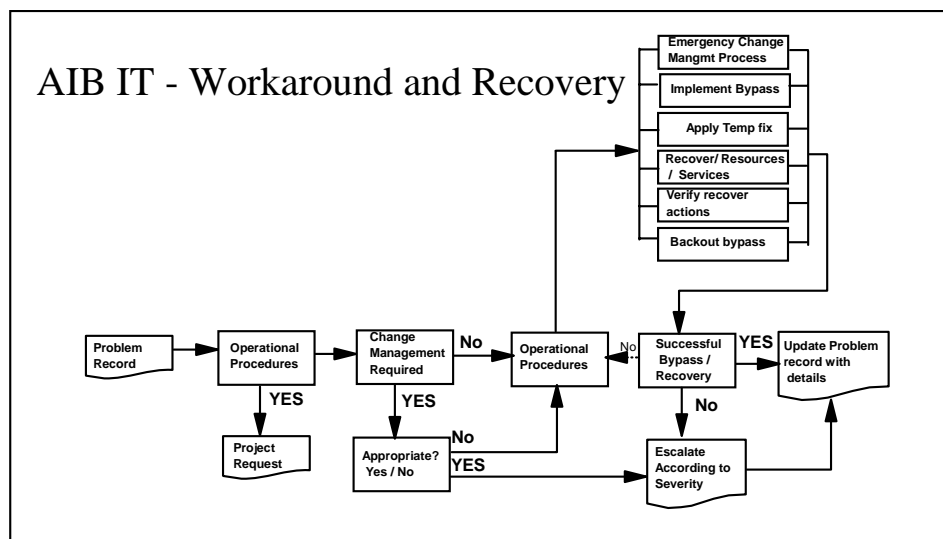 AIB IT - Workaround and Recovery
Emergency Change
Mangmt Process
Implement Bypass
Apply Temp fix
Recover/ Resources
/ Services
Verify recover
actions
Backout bypass
Problem
Record
Operational
Procedures
YES
Project
Request
Change
Management
Required
No
YES
Appropriate?
Yes / No
No
YES
Operational
Procedures
No
Successful
Bypass /
Recovery
YES
No
Update Problem
record with
details
Escalate
According to
Severity